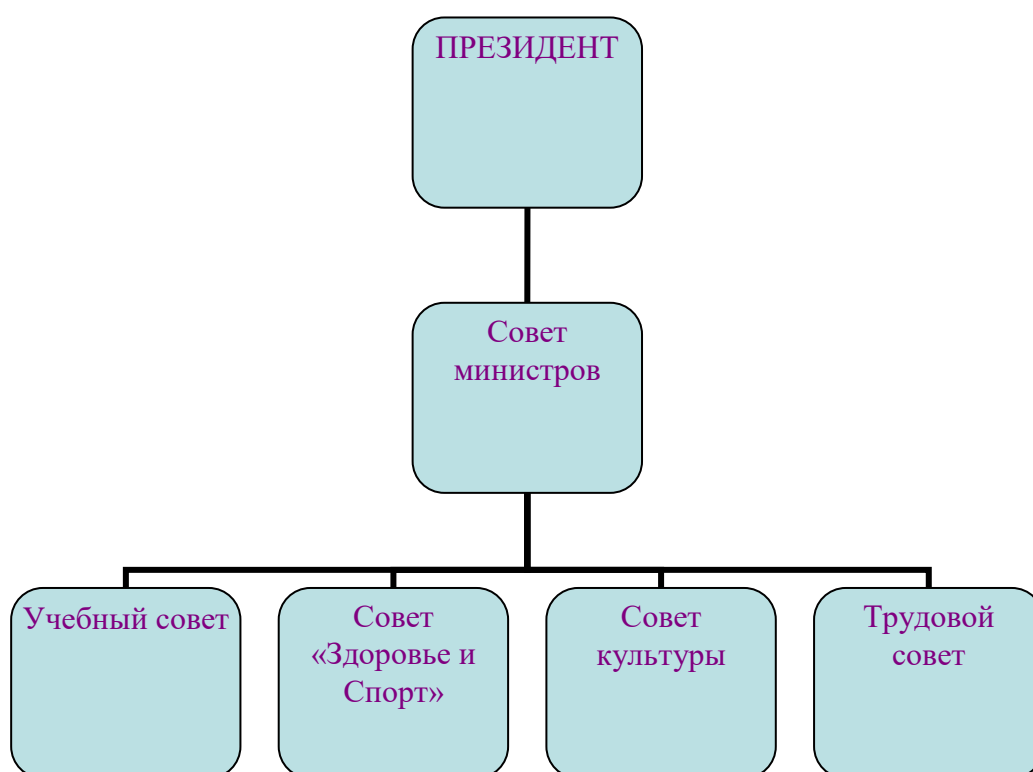 ПРЕЗИДЕНТ
Совет
министров
Учебный совет
Совет
«Здоровье и
Спорт»
Совет
культуры
Трудовой
совет